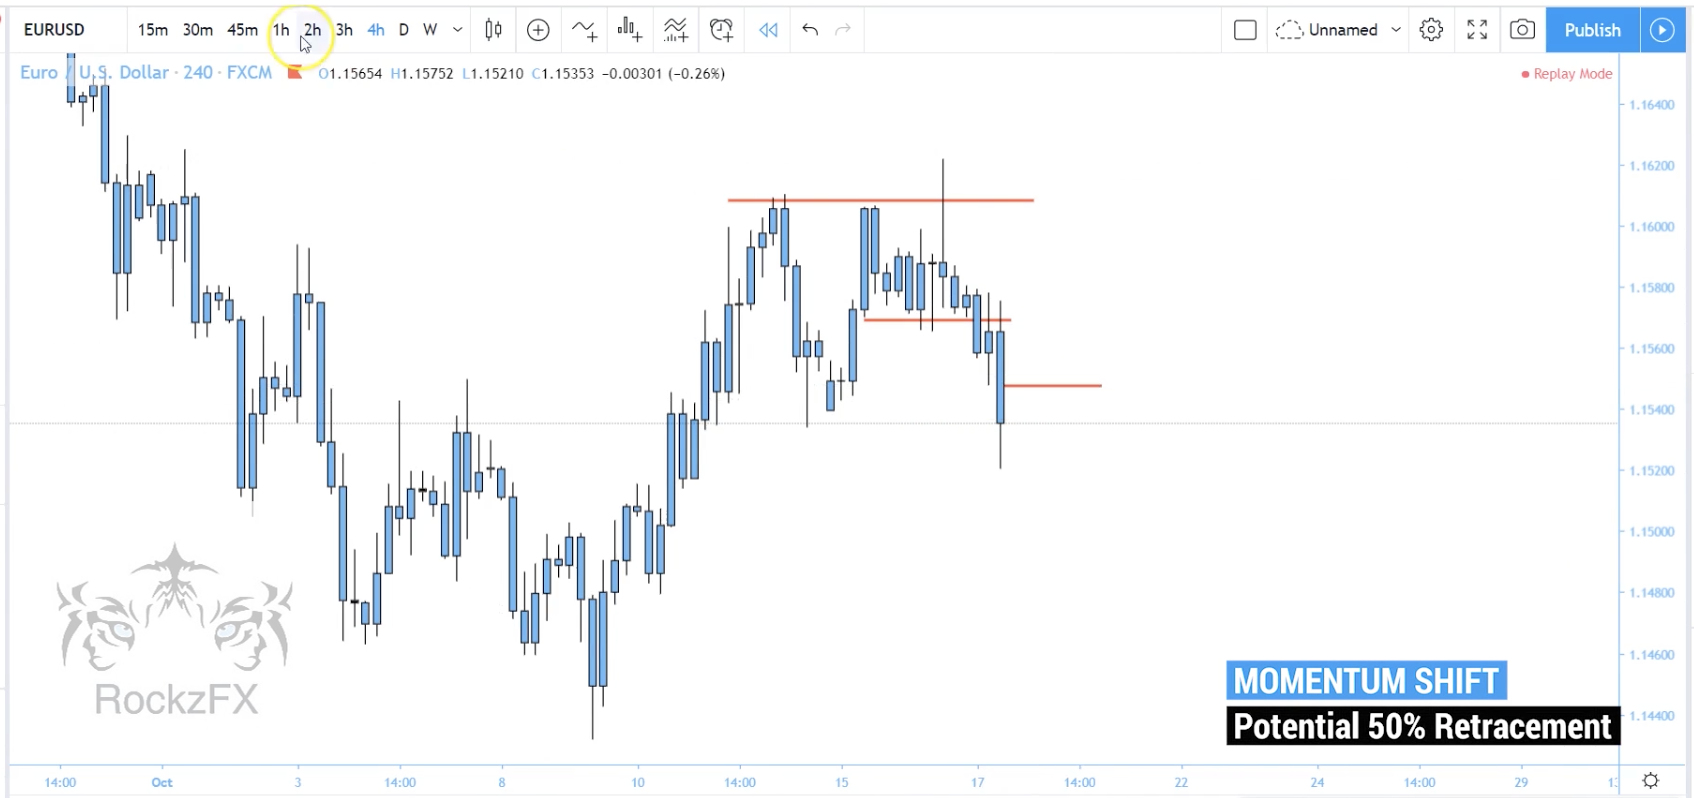 EURUSD 15m 30m 45m 1h 2h 3h 4h D W Unnamed Publish
Euro / U.S. Dollar · 240 · FXCM O1.15654 H1.15752 L1.15210 C1.15353 −0.00301 (−0.26%) Replay Mode
1.16400
1.16200
1.16000
1.15800
1.15600
1.15400
1.15200
1.15000
1.14800
1.14600
1.14400
RockzFX
MOMENTUM SHIFT
Potential 50% Retracement
14:00 Oct 3 14:00 8 10 14:00 15 17 14:00 22 24 14:00 29